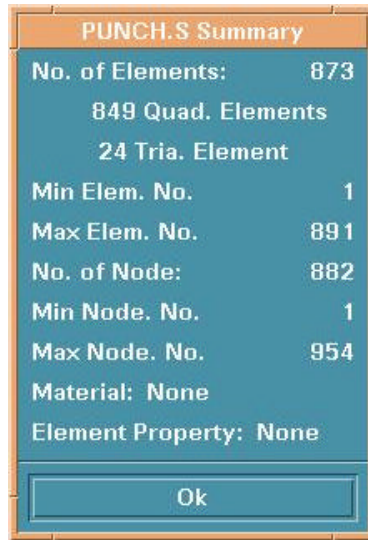 PUNCH.S Summary
No. of Elements: 873
849 Quad. Elements
24 Tria. Element
Min Elem. No. 1
Max Elem. No. 891
No. of Node: 882
Min Node. No. 1
Max Node. No. 954
Material: None
Element Property: None
Ok